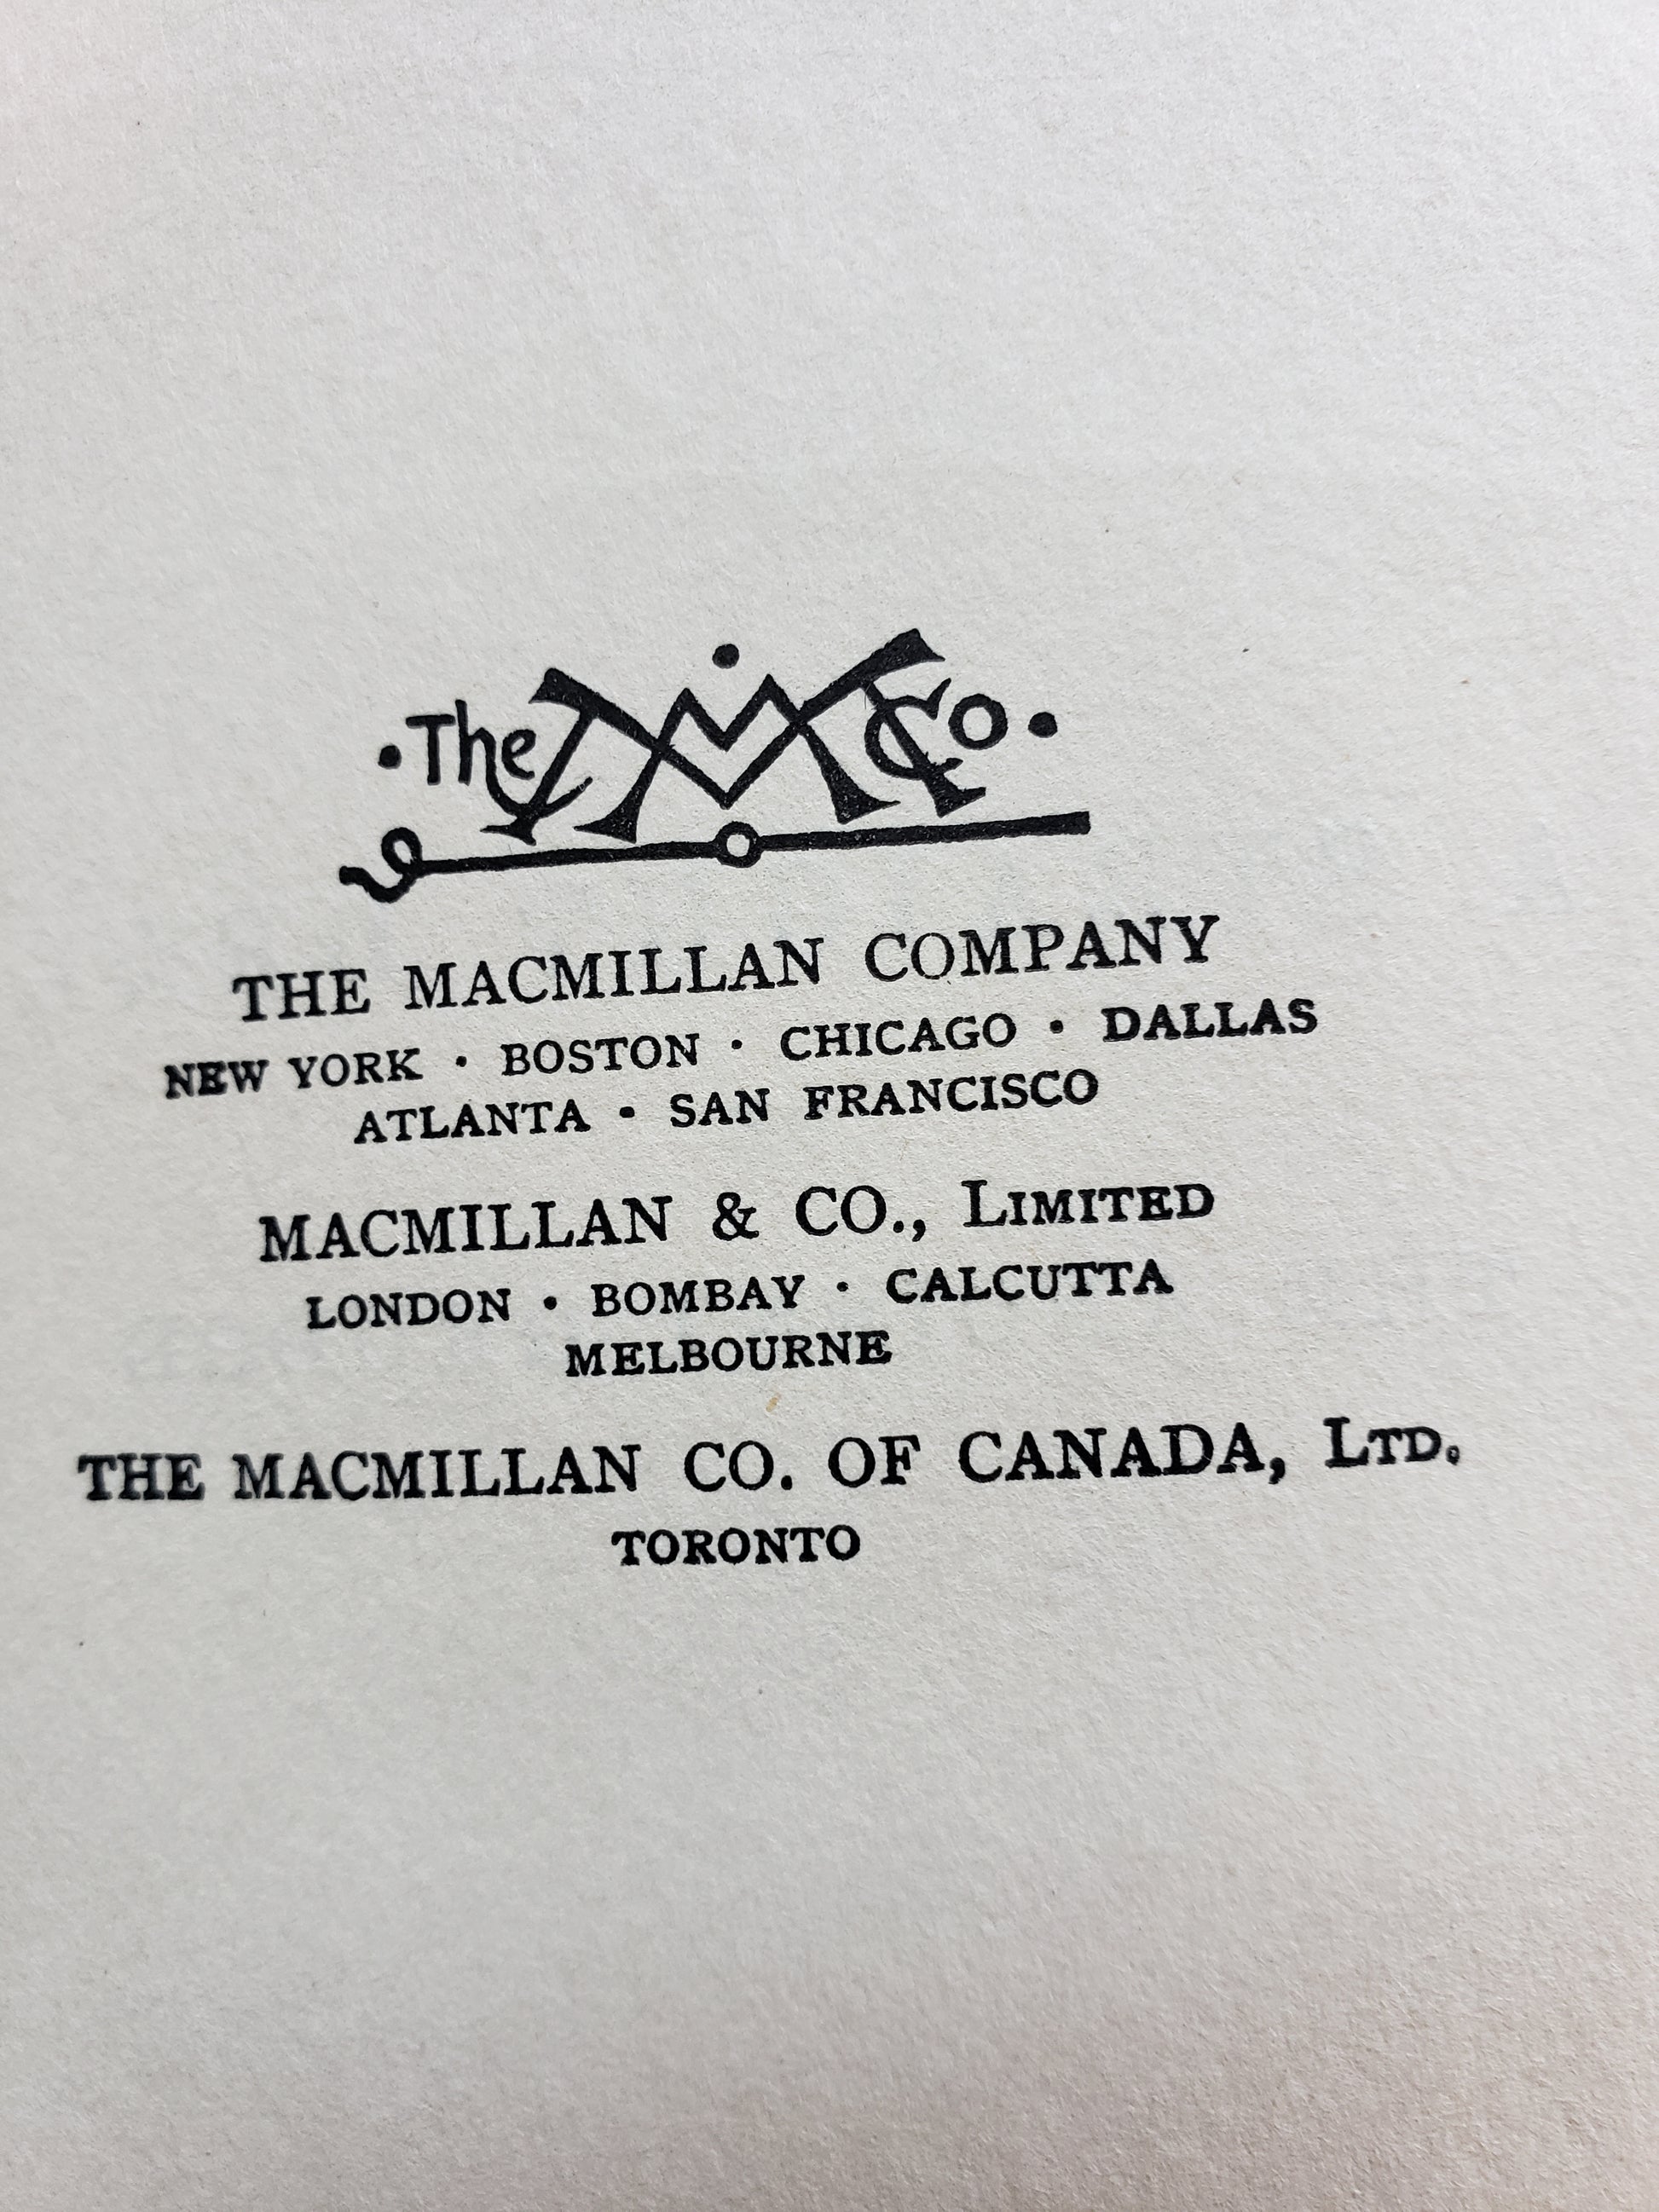 ·The MM Co·
THE MACMILLAN COMPANY
NEW YORK · BOSTON · CHICAGO · DALLAS
ATLANTA · SAN FRANCISCO
MACMILLAN & CO., LIMITED
LONDON · BOMBAY · CALCUTTA
MELBOURNE
THE MACMILLAN CO. OF CANADA, LTD.
TORONTO